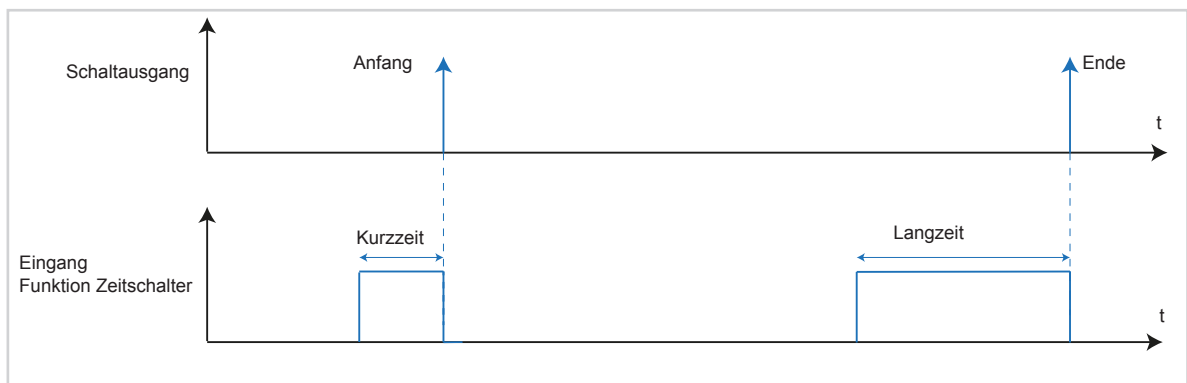 Schaltausgang
Anfang
Ende
t
Eingang
Funktion Zeitschalter
Kurzzeit
Langzeit
t